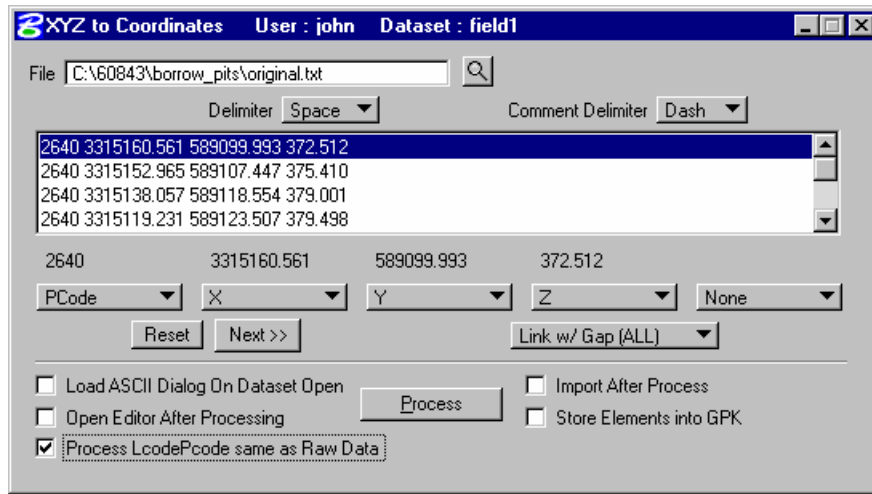 XYZ to Coordinates User : john Dataset : field1
File C:\60843\borrow_pits\original.txt
Delimiter Space Comment Delimiter Dash
2640 3315160.561 589099.993 372.512
2640 3315152.965 589107.447 375.410
2640 3315138.057 589118.554 379.001
2640 3315119.231 589123.507 379.498
2640 3315160.561 589099.993 372.512
PCode X Y Z None
Reset Next >> Link w/ Gap (ALL)
Load ASCII Dialog On Dataset Open Process Import After Process
Open Editor After Processing Store Elements into GPK
Process LcodePcode same as Raw Data